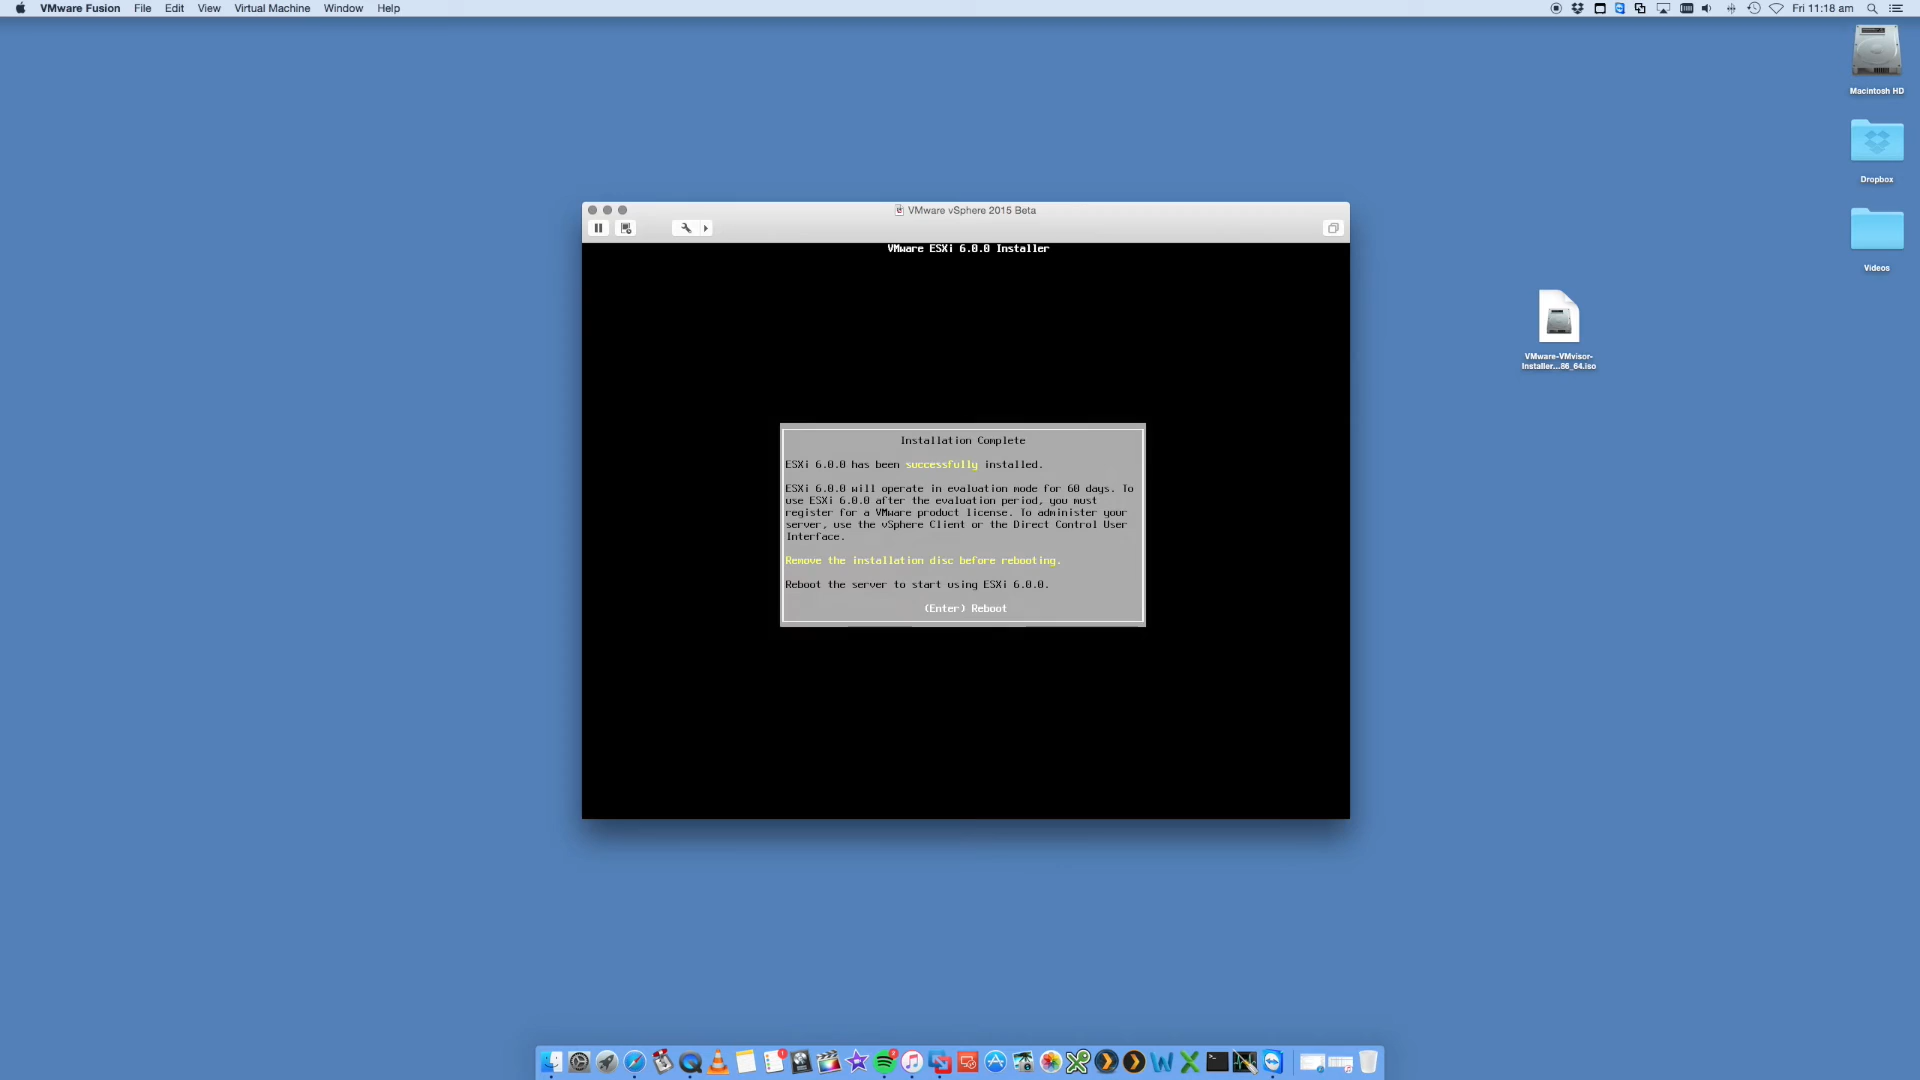 VMware Fusion File Edit View Virtual Machine Window Help Fri 11:18 am
Macintosh HD
Dropbox
Videos
VMware-VMvisor-
Installer...86_64.iso
VMware vSphere 2015 Beta
VMware ESXi 6.0.0 Installer
Installation Complete
ESXi 6.0.0 has been successfully installed.
ESXi 6.0.0 will operate in evaluation mode for 60 days. To
use ESXi 6.0.0 after the evaluation period, you must
register for a VMware product license. To administer your
server, use the vSphere Client or the Direct Control User
Interface.
Remove the installation disc before rebooting.
Reboot the server to start using ESXi 6.0.0.
(Enter) Reboot